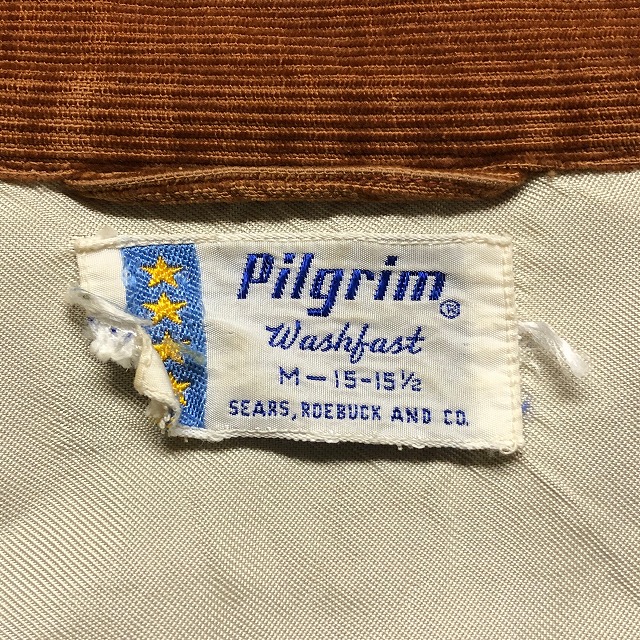 Pilgrim®
Washfast
M-15-15½
SEARS, ROEBUCK AND CO.